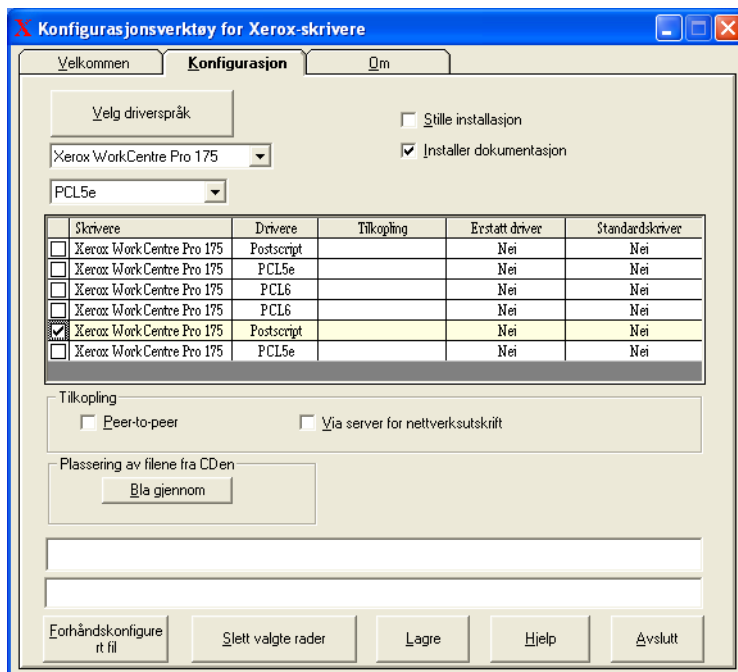 X Konfigurasjonsverktøy for Xerox-skrivere
Velkommen Konfigurasjon Om
Velg driverspråk
Stille installasjon
Xerox WorkCentre Pro 175
Installer dokumentasjon
PCL5e
Skrivere Drivere Tilkopling Erstatt driver Standardskriver
Xerox WorkCentre Pro 175 Postscript Nei Nei
Xerox WorkCentre Pro 175 PCL5e Nei Nei
Xerox WorkCentre Pro 175 PCL6 Nei Nei
Xerox WorkCentre Pro 175 PCL6 Nei Nei
Xerox WorkCentre Pro 175 Postscript Nei Nei
Xerox WorkCentre Pro 175 PCL5e Nei Nei
Tilkopling
Peer-to-peer Via server for nettverksutskrift
Plassering av filene fra CDen
Bla gjennom
Forhåndskonfigure
rt fil
Slett valgte rader Lagre Hjelp Avslutt